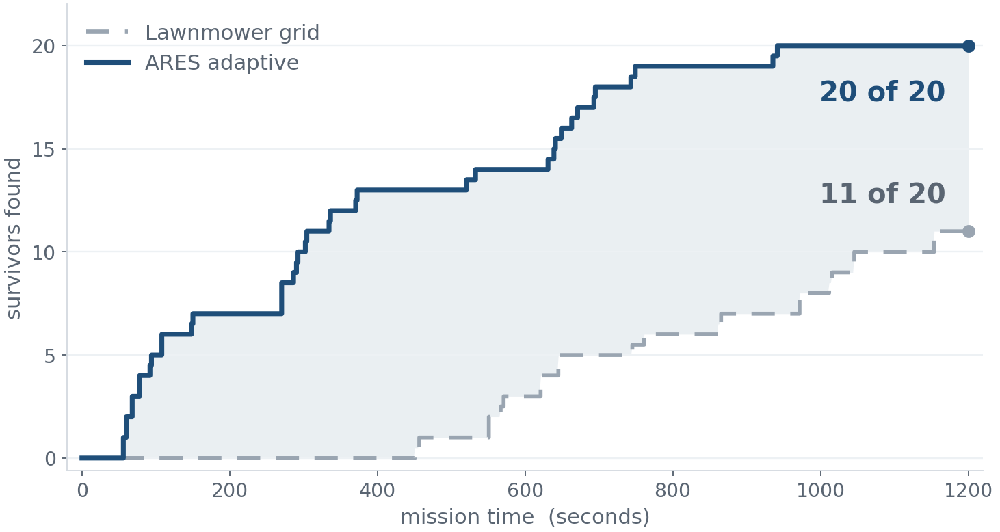 Lawnmower grid
ARES adaptive
20 of 20
11 of 20
survivors found
20
15
10
5
0
0 200 400 600 800 1000 1200
mission time (seconds)